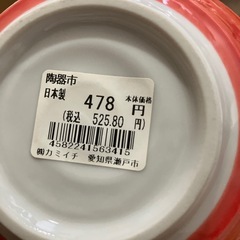 陶器市
日本製 478 本体価格
円
(税込 525.80 円)
4582241563415
㈱カミイチ 愛知県瀬戸市